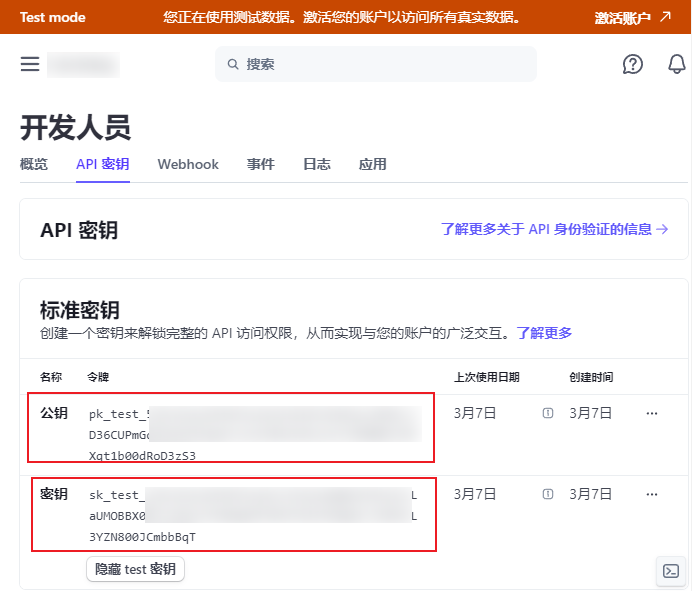 Test mode 您正在使用测试数据。激活您的账户以访问所有真实数据。 激活账户
搜索
开发人员
概览 API 密钥 Webhook 事件 日志 应用
API 密钥 了解更多关于 API 身份验证的信息
标准密钥
创建一个密钥来解锁完整的 API 访问权限，从而实现与您的账户的广泛交互。了解更多
名称 令牌 上次使用日期 创建时间
公钥 pk_test_5 3月7日 3月7日
D36CUPmG
Xqt1b00dRoD3zS3
密钥 sk_test_ L 3月7日 3月7日
aUMOBBX0 L
3YZN800JCmbbBqT
隐藏 test 密钥